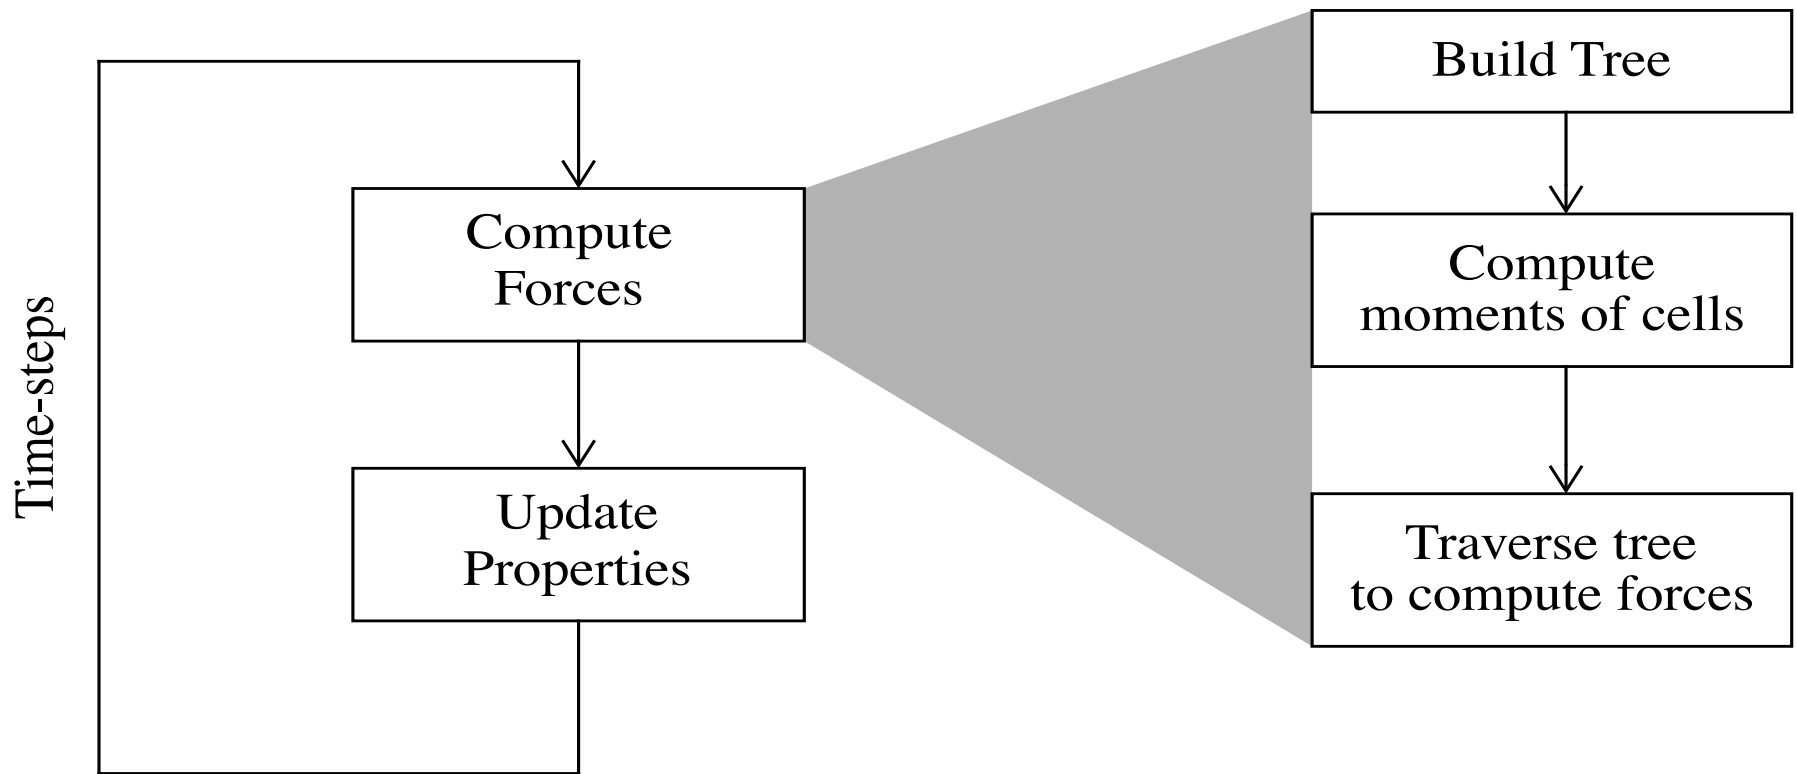 Time-steps
Compute
Forces
Update
Properties
Build Tree
Compute
moments of cells
Traverse tree
to compute forces